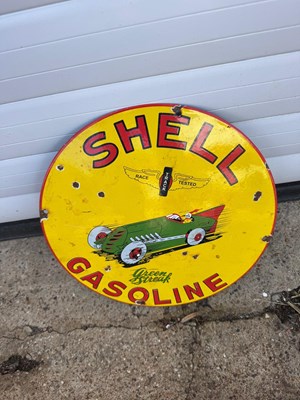 SHELL
RACE TESTED
Green
Streak
GASOLINE